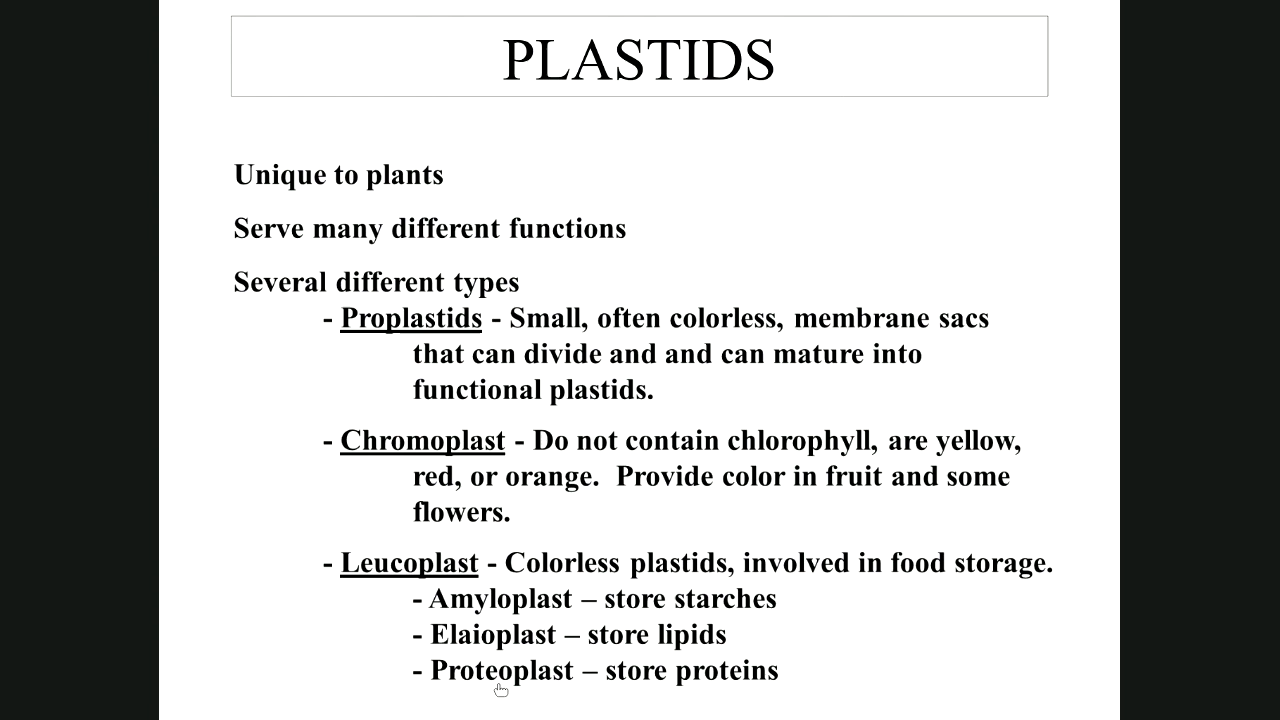 PLASTIDS
Unique to plants
Serve many different functions
Several different types
- Proplastids - Small, often colorless, membrane sacs
that can divide and and can mature into
functional plastids.
- Chromoplast - Do not contain chlorophyll, are yellow,
red, or orange.  Provide color in fruit and some
flowers.
- Leucoplast - Colorless plastids, involved in food storage.
- Amyloplast – store starches
- Elaioplast – store lipids
- Proteoplast – store proteins